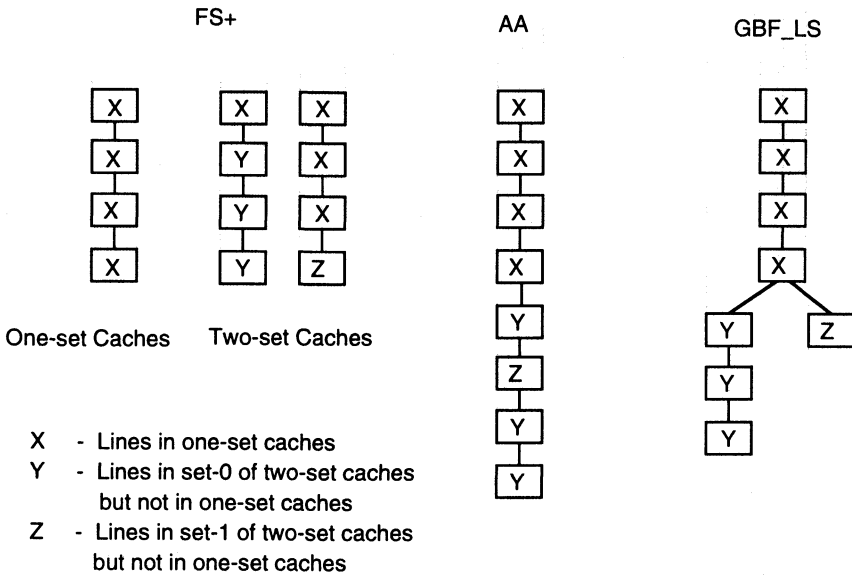 FS+ AA GBF_LS
X X X X X
X Y X X X
X Y X X X
X Y Z X X
Y Y Z
One-set Caches Two-set Caches
Z Y
Y Y
Y
X - Lines in one-set caches
Y - Lines in set-0 of two-set caches
but not in one-set caches
Z - Lines in set-1 of two-set caches
but not in one-set caches